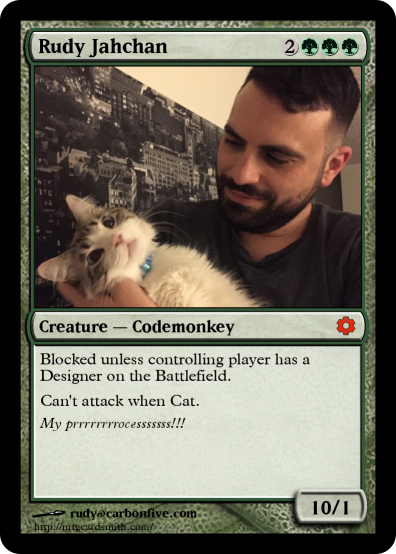 Rudy Jahchan 2
Creature — Codemonkey
Blocked unless controlling player has a
Designer on the Battlefield.
Can't attack when Cat.
My prrrrrrrrocesssssss!!!
rudy@carbonfive.com
10/1
http://mtgcardsmith.com/